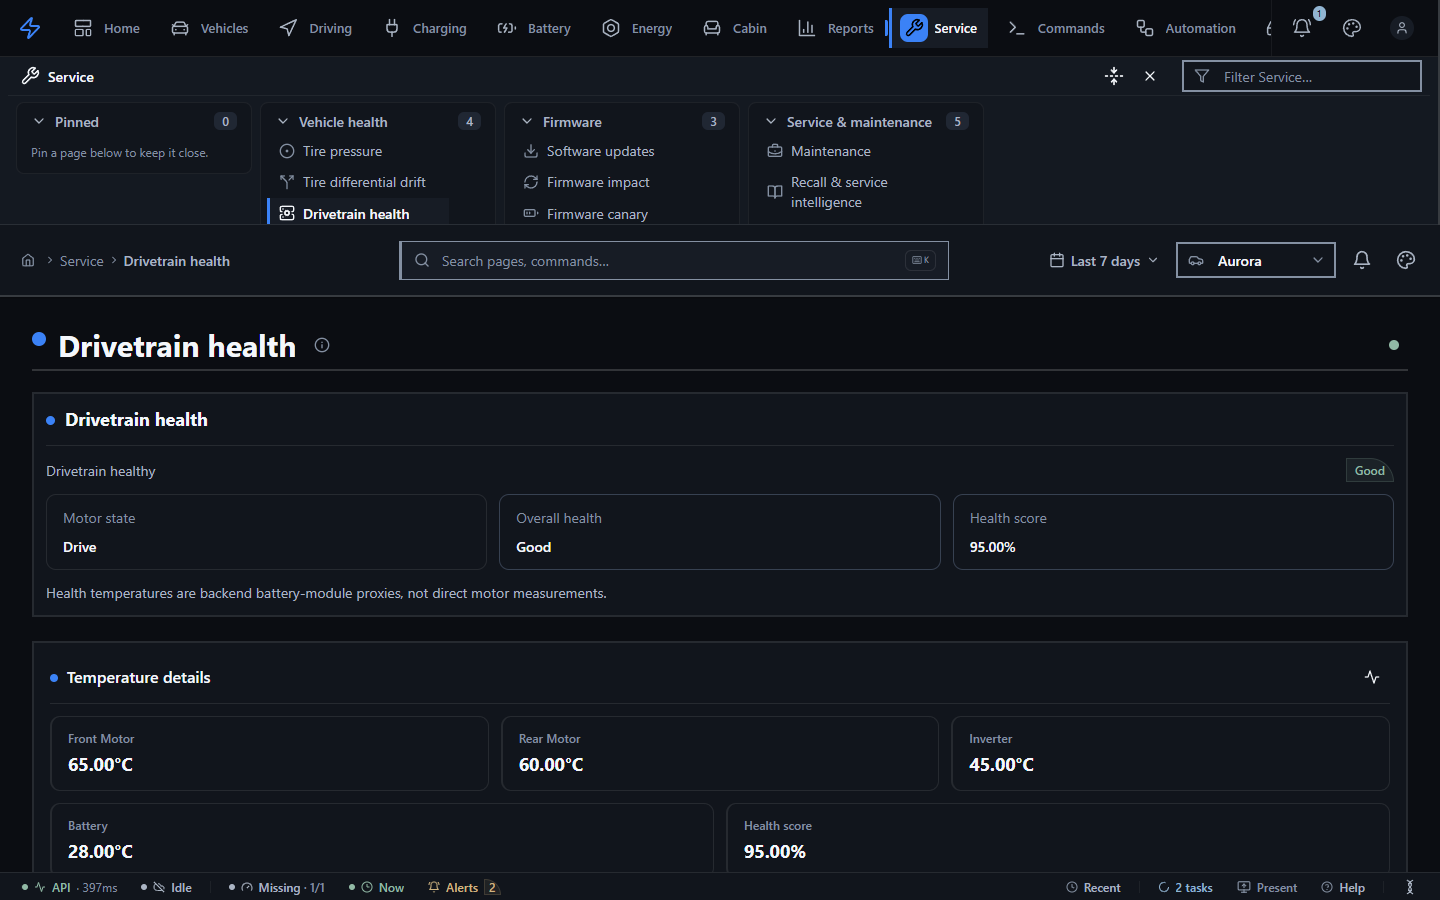 Home
Vehicles
Driving
Charging
Battery
Energy
Cabin
Reports
Service
Commands
Automation
1
Service
Filter Service...
Pinned
0
Pin a page below to keep it close.
Vehicle health
4
Tire pressure
Tire differential drift
Drivetrain health
Firmware
3
Software updates
Firmware impact
Firmware canary
Service & maintenance
5
Maintenance
Recall & service
intelligence
Service
Drivetrain health
Search pages, commands...
K
Last 7 days
Aurora
Drivetrain health
Drivetrain health
Drivetrain healthy
Good
Motor state
Drive
Overall health
Good
Health score
95.00%
Health temperatures are backend battery-module proxies, not direct motor measurements.
Temperature details
Front Motor
65.00°C
Rear Motor
60.00°C
Inverter
45.00°C
Battery
28.00°C
Health score
95.00%
API · 397ms
Idle
Missing · 1/1
Now
Alerts 2
Recent
2 tasks
Present
Help